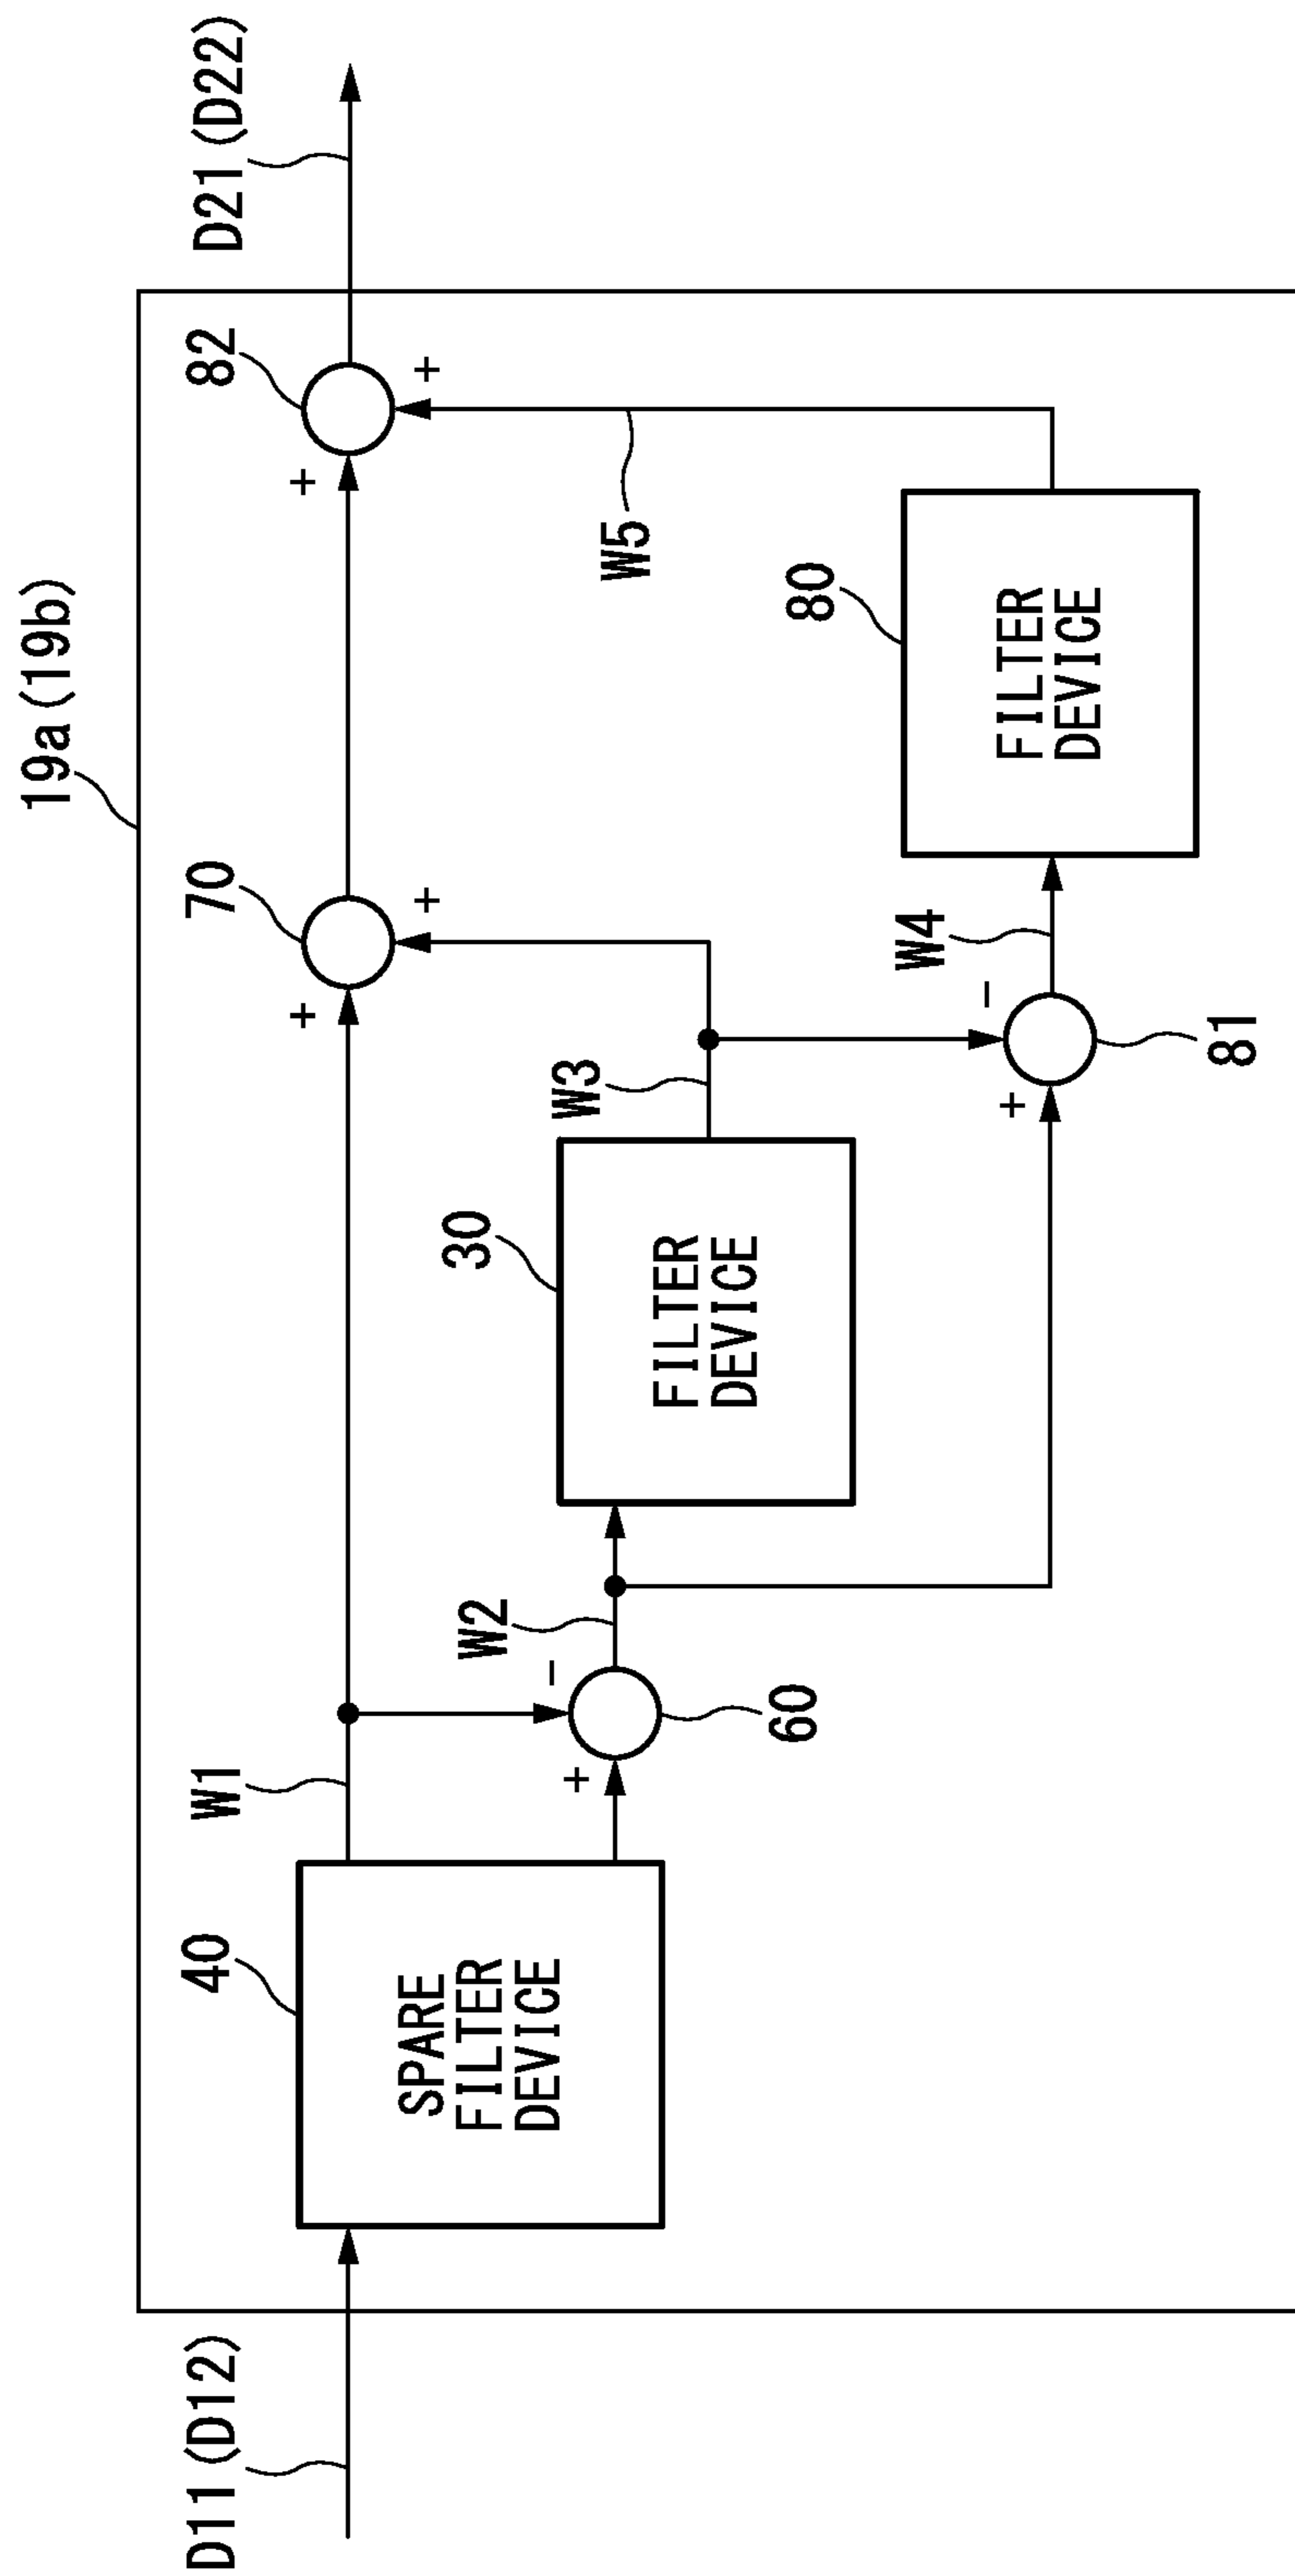 19a(19b)
D11(D12)
40
SPARE
FILTER
DEVICE
W1
+
-
60
W2
30
FILTER
DEVICE
W3
+
+
70
+
-
81
W4
80
FILTER
DEVICE
W5
+
+
82
D21(D22)